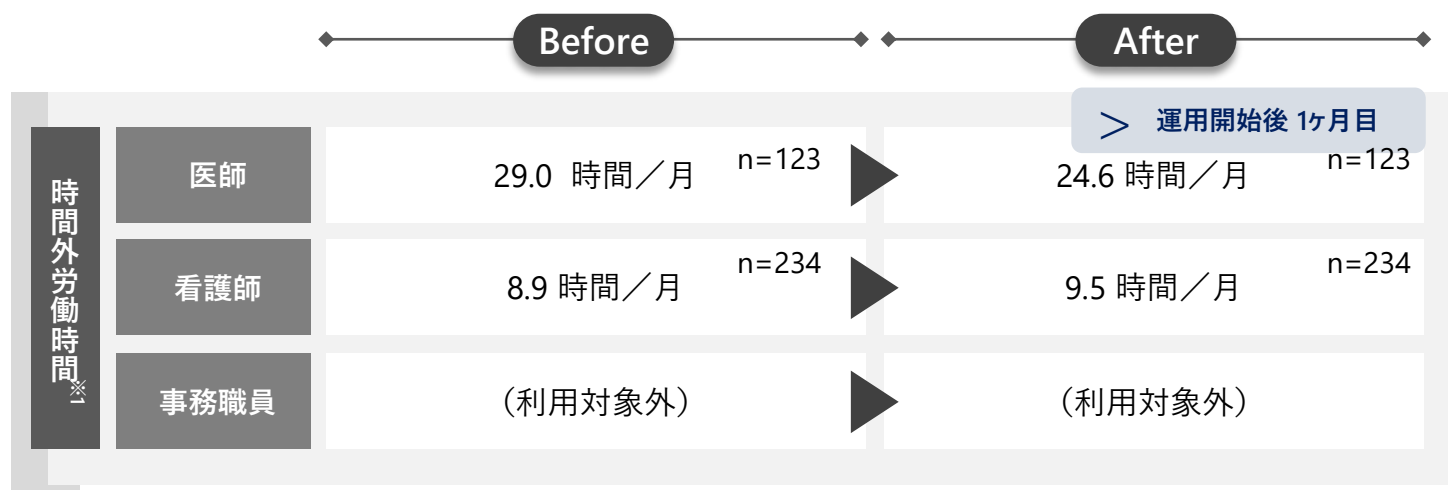 Before
After
＞ 運用開始後 1ヶ月目
時間外労働時間※1
医師
29.0 時間／月
n=123
24.6 時間／月
n=123
看護師
8.9 時間／月
n=234
9.5 時間／月
n=234
事務職員
（利用対象外）
（利用対象外）